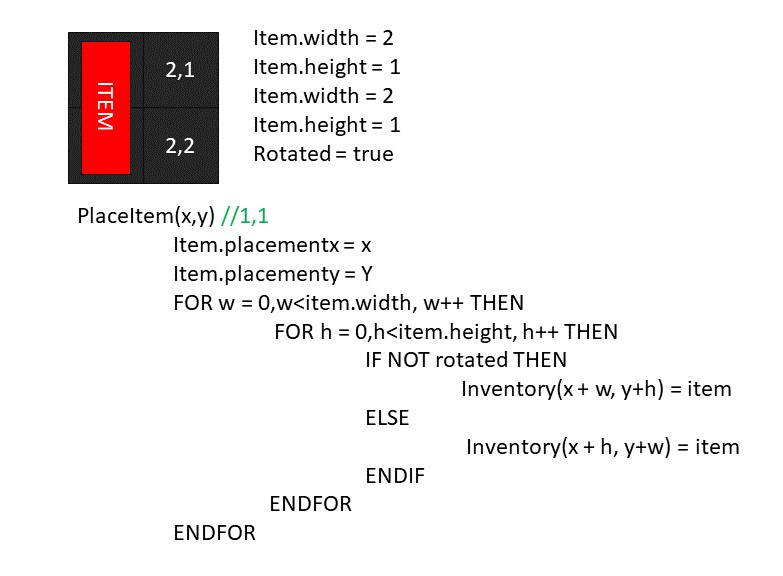 ITEM
2,1
2,2
Item.width = 2
Item.height = 1
Item.width = 2
Item.height = 1
Rotated = true
PlaceItem(x,y) //1,1
Item.placementx = x
Item.placementy = Y
FOR w = 0,w<item.width, w++ THEN
FOR h = 0,h<item.height, h++ THEN
IF NOT rotated THEN
Inventory(x + w, y+h) = item
ELSE
Inventory(x + h, y+w) = item
ENDIF
ENDFOR
ENDFOR